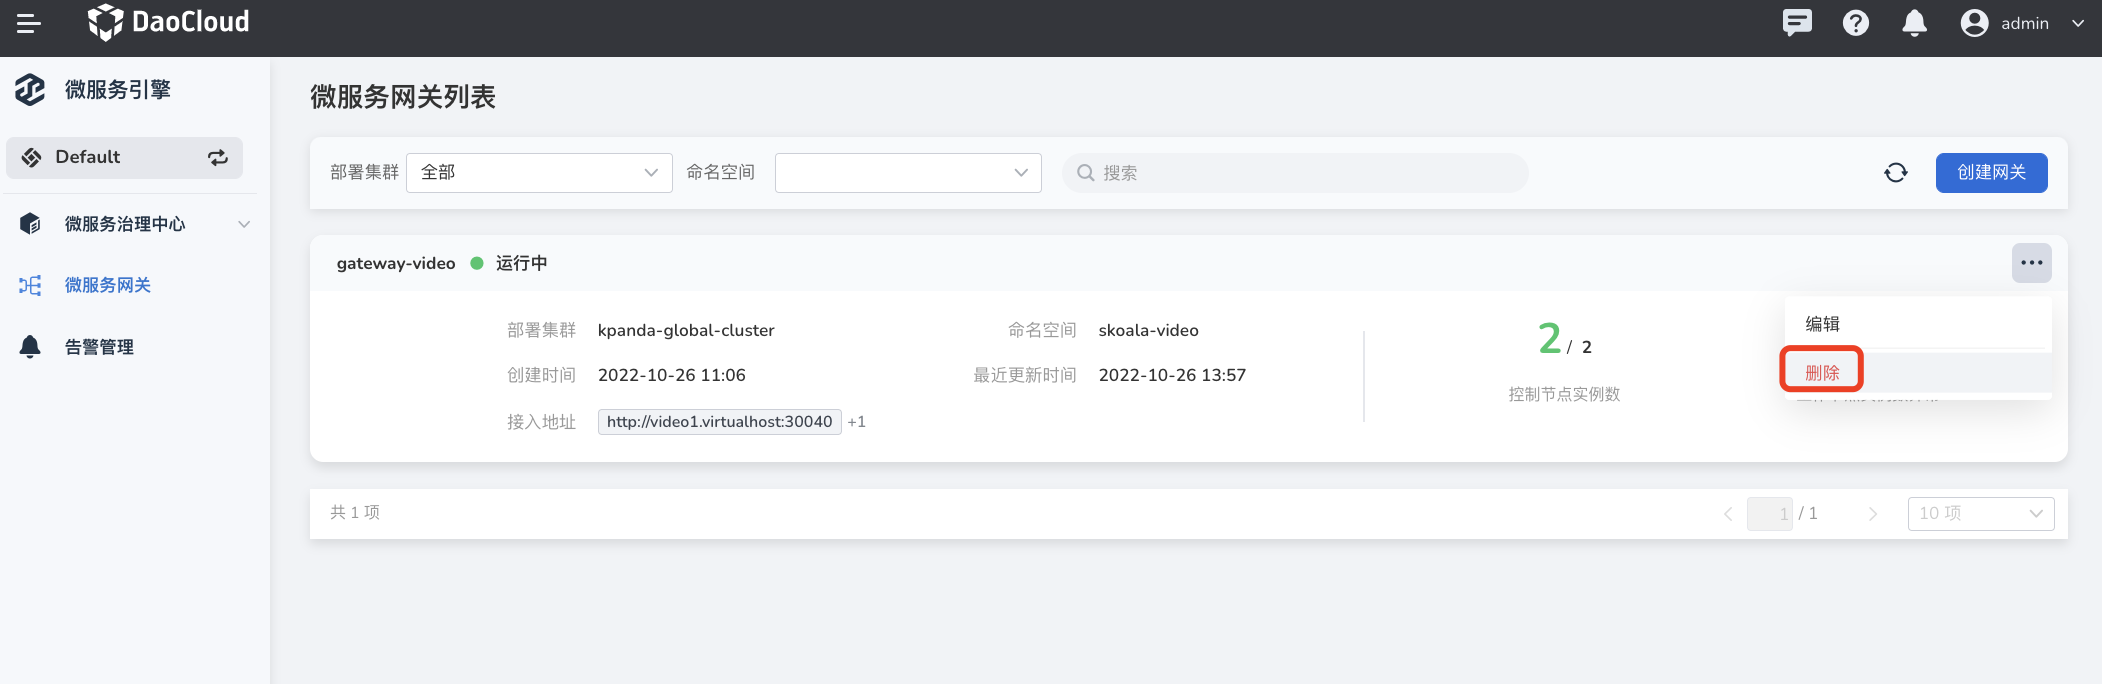 DaoCloud
admin
微服务引擎
Default
微服务治理中心
微服务网关
告警管理
微服务网关列表
部署集群 全部 命名空间 搜索 创建网关
gateway-video 运行中
编辑
删除
部署集群 kpanda-global-cluster 命名空间 skoala-video
创建时间 2022-10-26 11:06 最近更新时间 2022-10-26 13:57
接入地址 http://video1.virtualhost:30040 +1
2 / 2
控制节点实例数
共 1 项 1 / 1 10 项